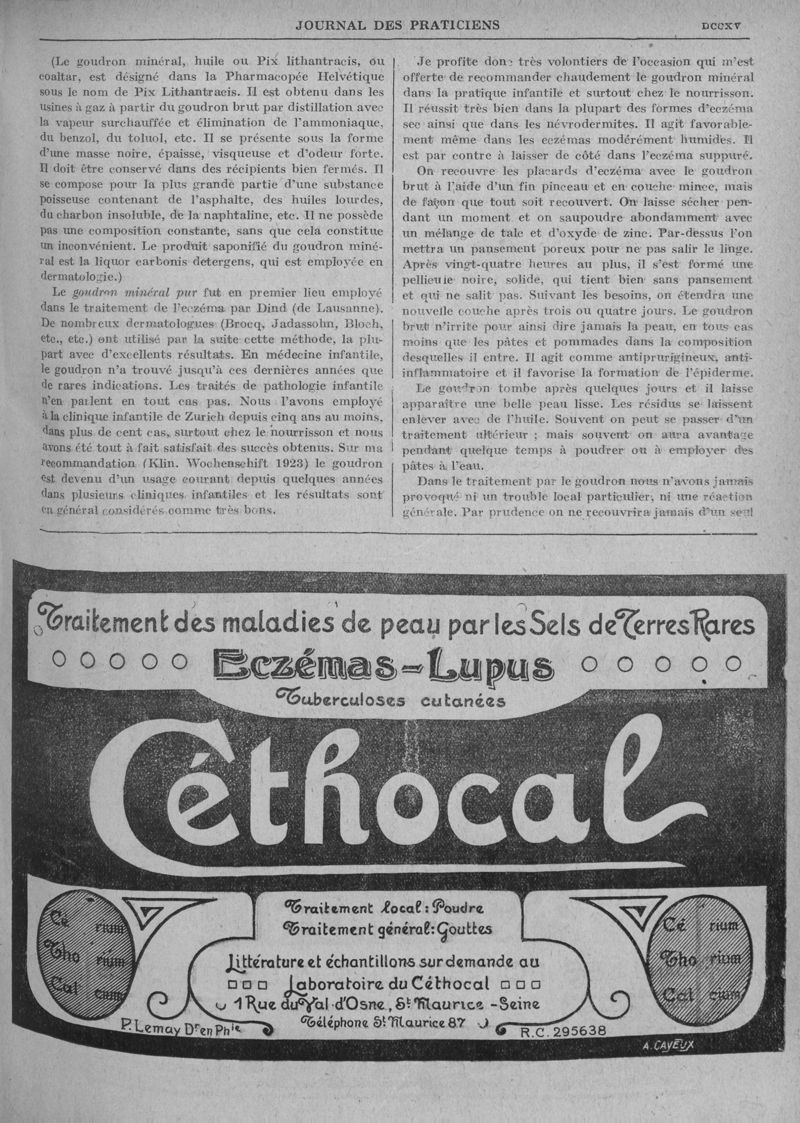 JOURNAL DES PRATICIENS
DCCXV
(Le goudron minéral, huile ou Pix lithantracis, ou
coaltar, est désigné dans la Pharmacopée Helvétique
sous le nom de Pix Lithantracis. Il est obtenu dans les
usines à gaz à partir du goudron brut par distillation avec
la vapeur surchauffée et élimination de l'ammoniaque,
du benzol, du toluol, etc. Il se présente sous la forme
d'une masse noire, épaisse, visqueuse et d'odeur forte.
Il doit être conservé dans des récipients bien fermés. Il
se compose pour la plus grande partie d'une substance
poisseuse contenant de l'asphalte, des huiles lourdes,
du charbon insoluble, de la naphtaline, etc. Il ne possède
pas une composition constante, sans que cela constitue
un inconvénient. Le produit saponifié du goudron miné-
ral est la liquor carbonis detergens, qui est employée en
dermatologie.)
Le goudron minéral pur fut en premier lieu employé
dans le traitement de l'eczéma par Dind (de Lausanne).
De nombreux dermatologues (Brocq, Jadassohn, Bloch,
etc., etc.) ont utilisé par la suite cette méthode, la plu-
part avec d'excellents résultats. En médecine infantile,
le goudron n'a trouvé jusqu'à ces dernières années que
de rares indications. Les traités de pathologie infantile
n'en parlent en tout cas pas. Nous l'avons employé
à la clinique infantile de Zurich depuis cinq ans au moins,
dans plus de cent cas, surtout chez le nourrisson et nous
avons été tout à fait satisfait des succès obtenus. Sur ma
recommandation (Klin. Wochenschift 1923) le goudron
est devenu d'un usage courant depuis quelques années
dans plusieurs cliniques infantiles et les résultats sont
en général considérés comme très bons.
Je profite donc très volontiers de l'occasion qui m'est
offerte de recommander chaudement le goudron minéral
dans la pratique infantile et surtout chez le nourrisson.
Il réussit très bien dans la plupart des formes d'eczéma
sec ainsi que dans les névrodermites. Il agit favorable-
ment même dans les eczémas modérément humides. Il
est par contre à laisser de côté dans l'eczéma suppuré.
On recouvre les placards d'eczéma avec le goudron
brut à l'aide d'un fin pinceau et en couche mince, mais
de façon que tout soit recouvert. On laisse sécher pen-
dant un moment et on saupoudre abondamment avec
un mélange de talc et d'oxyde de zinc. Par-dessus l'on
mettra un pansement poreux pour ne pas salir le linge.
Après vingt-quatre heures au plus, il s'est formé une
pellicule noire, solide, qui tient bien sans pansement
et qui ne salit pas. Suivant les besoins, on étendra une
nouvelle couche après trois ou quatre jours. Le goudron
brut n'irrite pour ainsi dire jamais la peau, en tous cas
moins que les pâtes et pommades dans la composition
desquelles il entre. Il agit comme antiprurigineux, anti-
inflammatoire et il favorise la formation de l'épiderme.
Le goudron tombe après quelques jours et il laisse
apparaître une belle peau lisse. Les résidus se laissent
enlever avec de l'huile. Souvent on peut se passer d'un
traitement ultérieur ; mais souvent on aura avantage
pendant quelque temps à poudrer ou à employer des
pâtes à l'eau.
Dans le traitement par le goudron nous n'avons jamais
provoqué ni un trouble local particulier, ni une réaction
générale. Par prudence on ne recouvrira jamais d'un seul
Traitement des maladies de peau par les Sels de Terres Rares
Eczémas-Lupus
Tuberculoses cutanées
Céthocal
Cé rium
Tho rium
Cal cium
Traitement local: Poudre
Traitement général: Gouttes
Littérature et échantillons sur demande au
Laboratoire du Céthocal
1 Rue du Val d'Osne, St Maurice - Seine
Téléphone St Maurice 87
Cé rium
Tho rium
Cal cium
P. Lemay Dr en Phie
R.C. 295638
A. CAYEUX